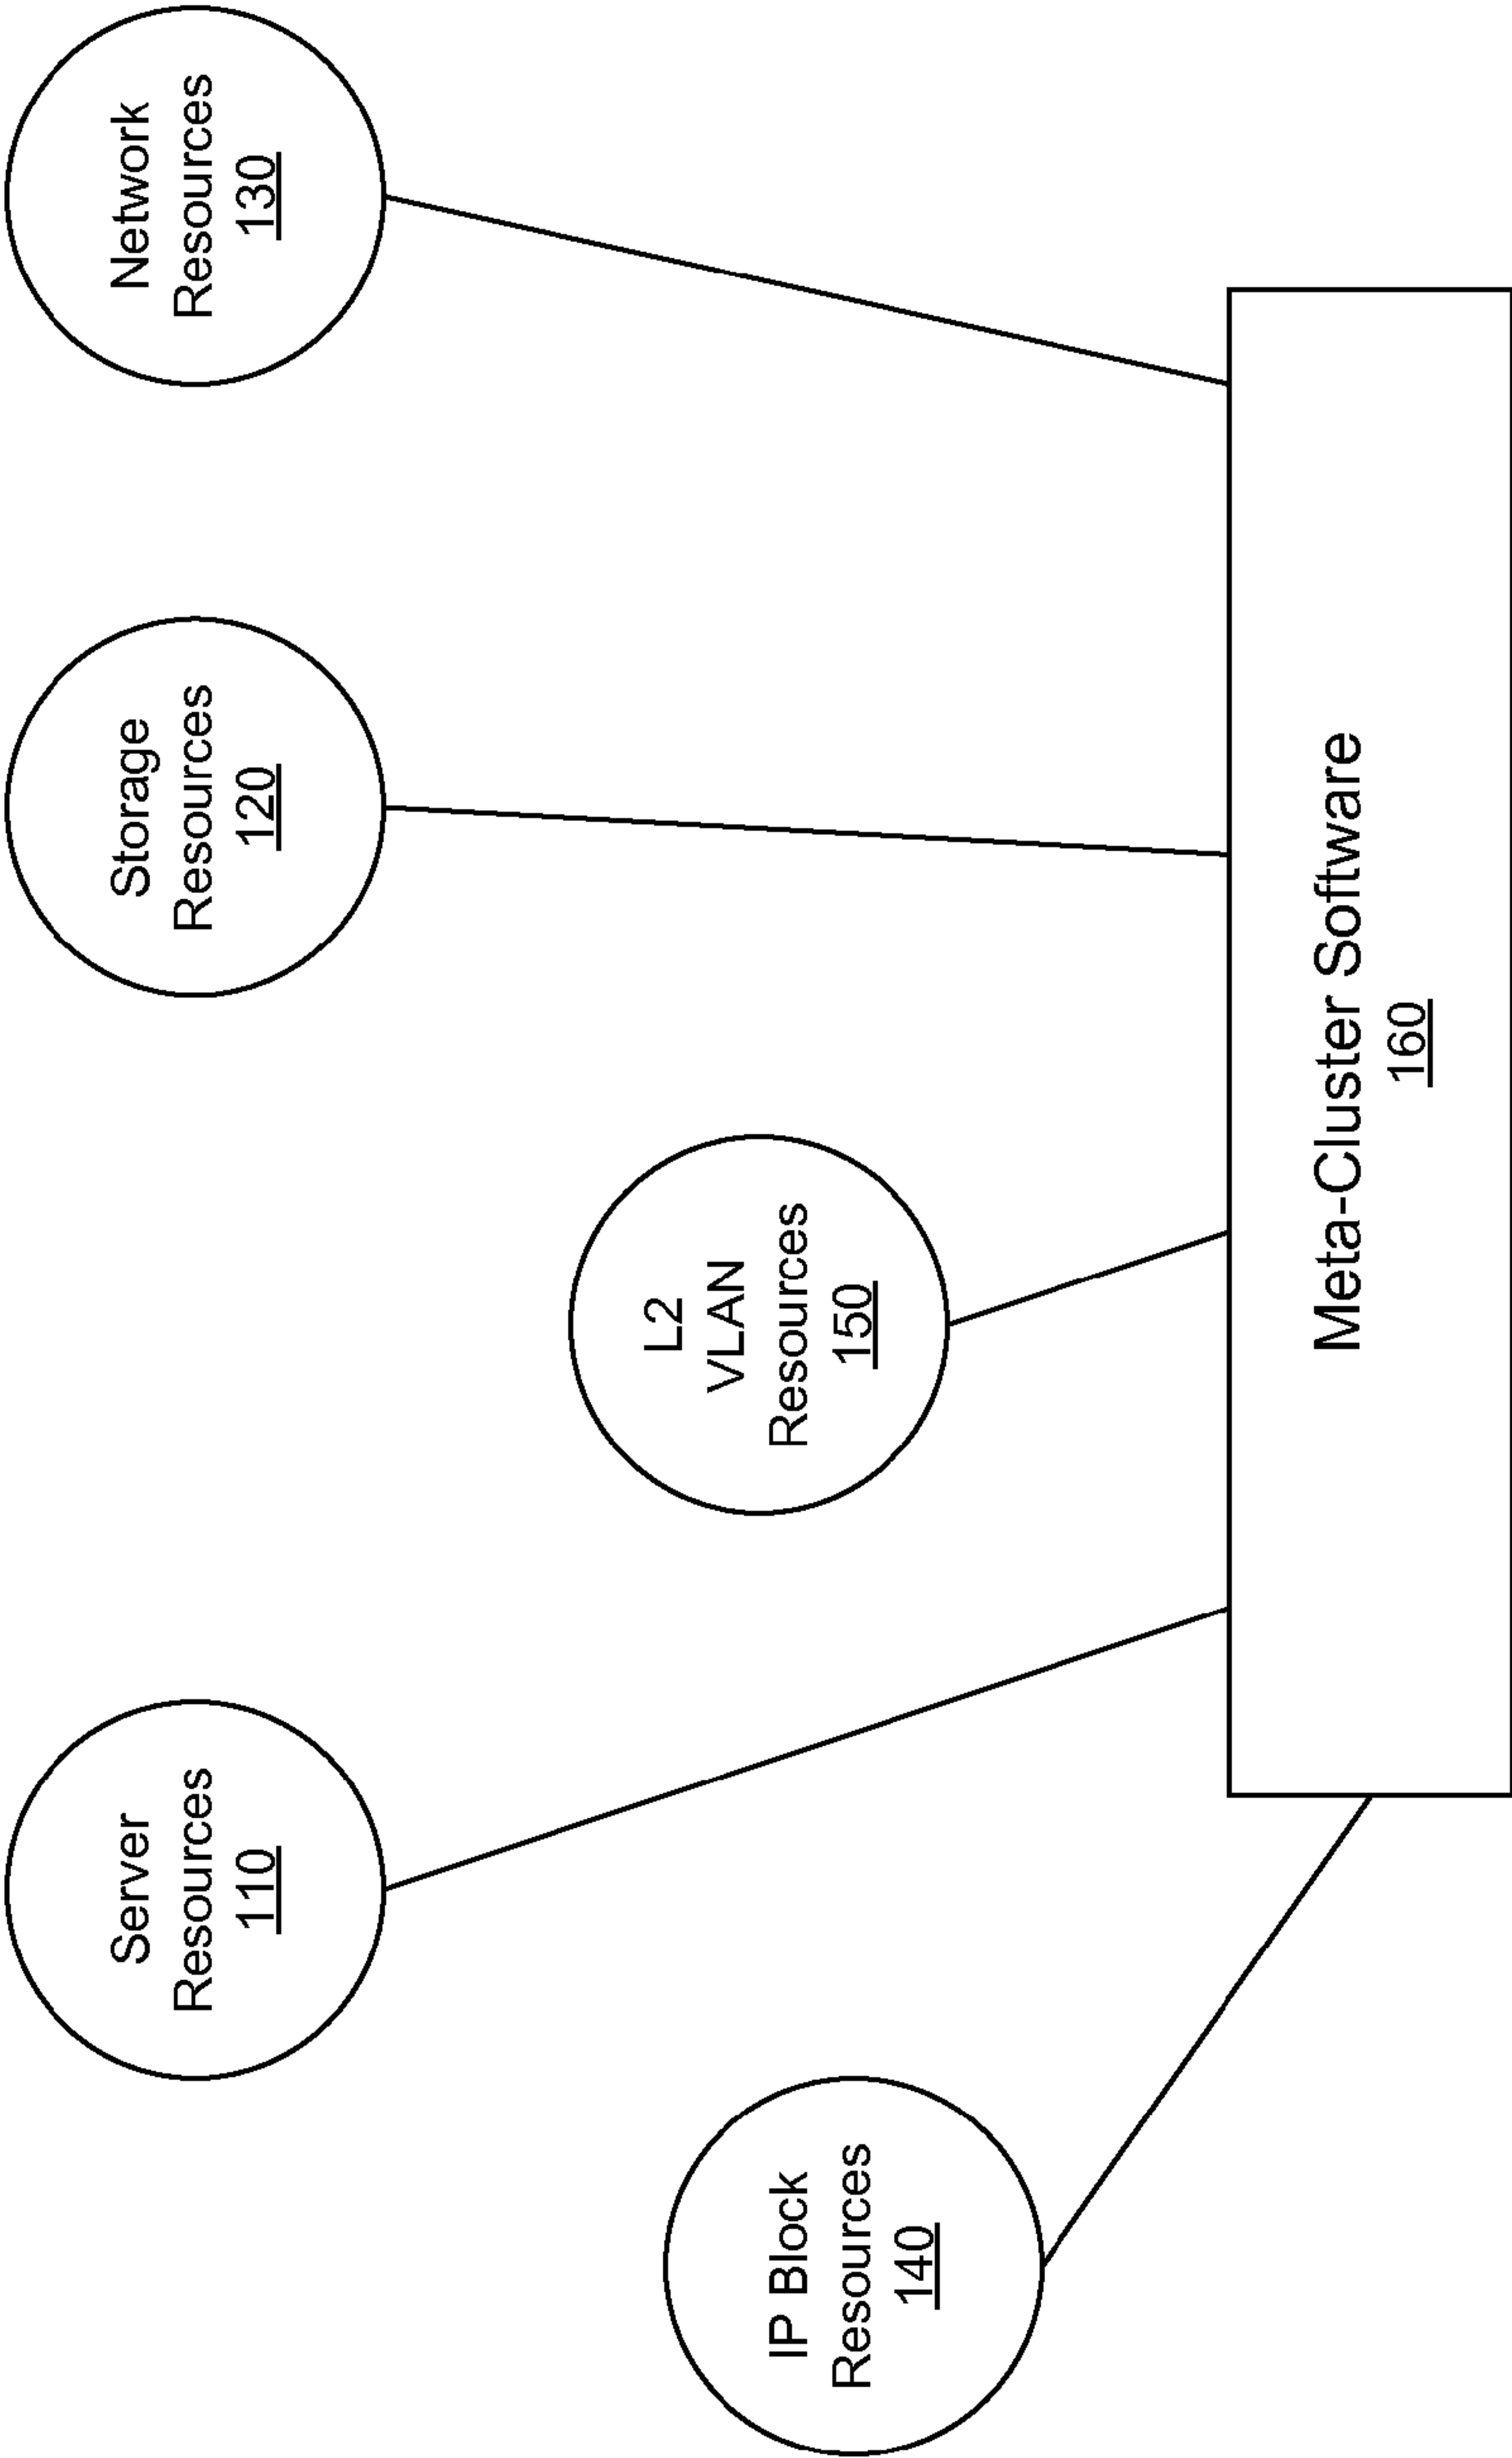 Server
Resources
110
Storage
Resources
120
Network
Resources
130
L2
VLAN
Resources
150
IP Block
Resources
140
Meta-Cluster Software
160